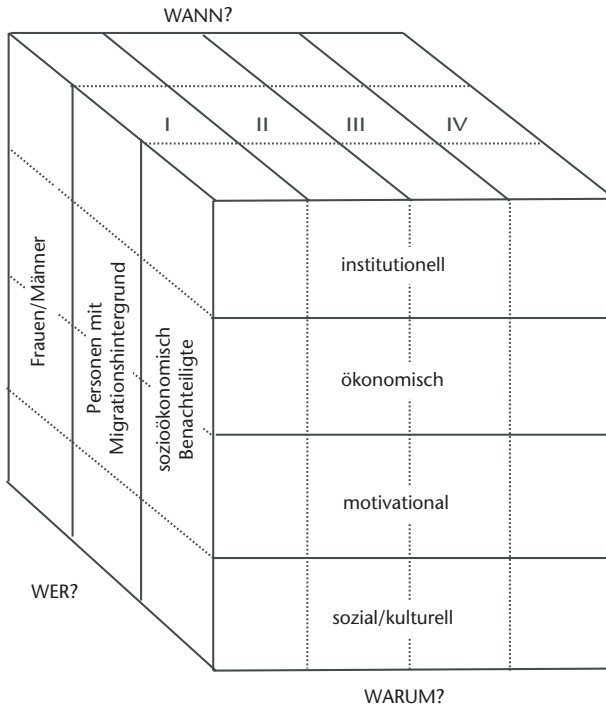 WANN?
I II III IV
Frauen/Männer
Personen mit
Migrationshintergrund
sozioökonomisch
Benachteiligte
institutionell
ökonomisch
motivational
sozial/kulturell
WER?
WARUM?